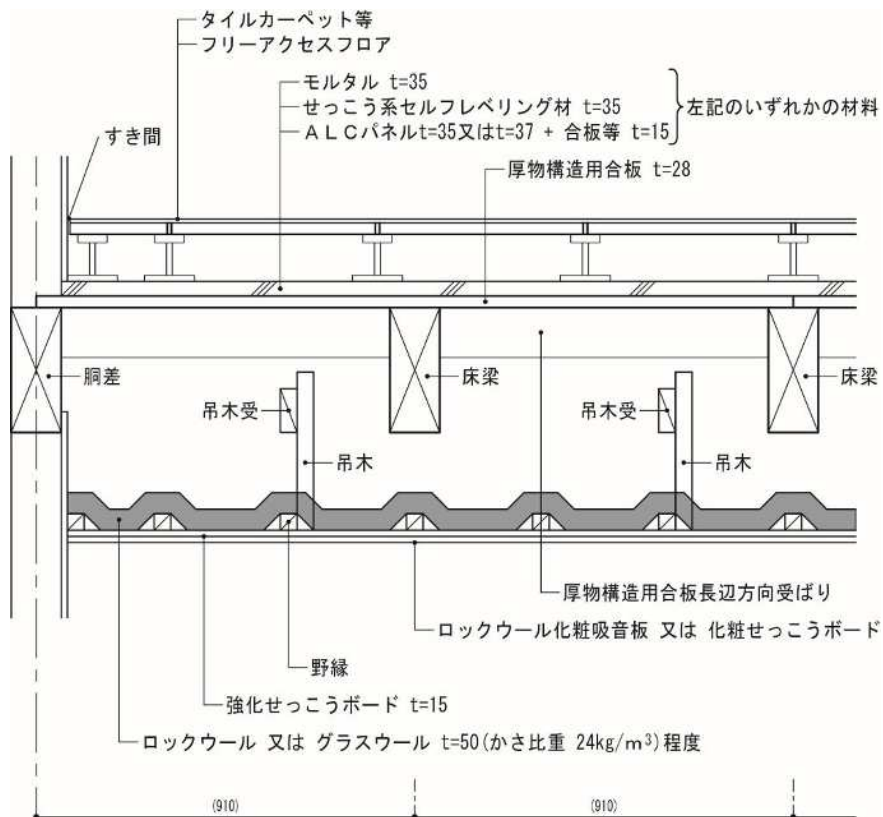 タイルカーペット等
フリーアクセスフロア
モルタル t=35
せっこう系セルフレベリング材 t=35
左記のいずれかの材料
ＡＬＣパネルt=35又はt=37 + 合板等 t=15
すき間
厚物構造用合板 t=28
胴差
床梁
床梁
吊木受
吊木受
吊木
吊木
厚物構造用合板長辺方向受ばり
ロックウール化粧吸音板 又は 化粧せっこうボード
野縁
強化せっこうボード t=15
ロックウール 又は グラスウール t=50(かさ比重 24kg/m³)程度
(910)
(910)